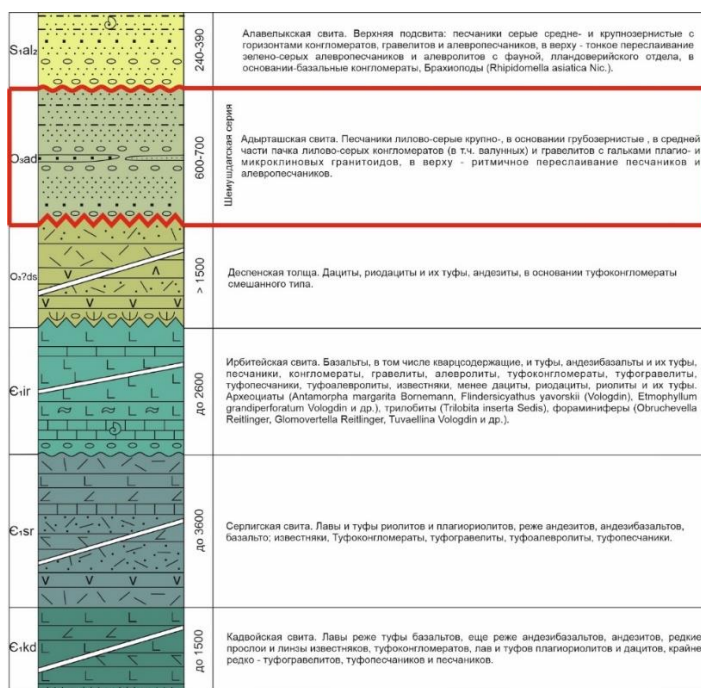 S₁al₂
240-390
Алавелыкская свита. Верхняя подсвита: песчаники серые средне- и крупнозернистые с
горизонтами конгломератов, гравелитов и алевропесчаников, в верху - тонкое переслаивание
зелено-серых алевропесчаников и алевролитов с фауной, лландоверийского отдела, в
основании-базальные конгломераты, Брахиоподы (Rhipidomella asiatica Nic.).
O₃ad
600-700
Шемушдагская серия
Адырташская свита. Песчаники лилово-серые крупно-, в основании грубозернистые , в средней
части пачка лилово-серых конгломератов (в т.ч. валунных) и гравелитов с гальками плагио- и
микроклиновых гранитоидов, в верху - ритмичное переслаивание песчаников и
алевропесчаников.
O₃?ds
> 1500
Деспенская толща. Дациты, риодациты и их туфы, андезиты, в основании туфоконгломераты
смешанного типа.
Є₁ir
до 2600
Ирбитейская свита. Базальты, в том числе кварцсодержащие, и туфы, андезибазальты и их туфы,
песчаники, конгломераты, гравелиты, алевролиты, туфоконгломераты, туфогравелиты,
туфопесчаники, туфоалевролиты, известняки, менее дациты, риодациты, риолиты и их туфы.
Археоциаты (Antamorpha margarita Bornemann, Flindersicyathus yavorskii (Vologdin), Etmophyllum
grandiperforatum Vologdin и др.), трилобиты (Trilobita inserta Sedis), фораминиферы (Obruchevella
Reitlinger, Glomovertella Reitlinger, Tuvaellina Vologdin и др.).
Є₁sr
до 3600
Серлигская свита. Лавы и туфы риолитов и плагиориолитов, реже андезитов, андезибазальтов,
базальто; известняки, Туфоконгломераты, туфогравелиты, туфоалевролиты, туфопесчаники.
Є₁kd
до 1500
Кадвойская свита. Лавы реже туфы базальтов, еще реже андезибазальтов, андезитов, редкие
прослои и линзы известняков, туфоконгломератов, лав и туфов плагиориолитов и дацитов, крайне
редко - туфогравелитов, туфопесчаников и песчаников.